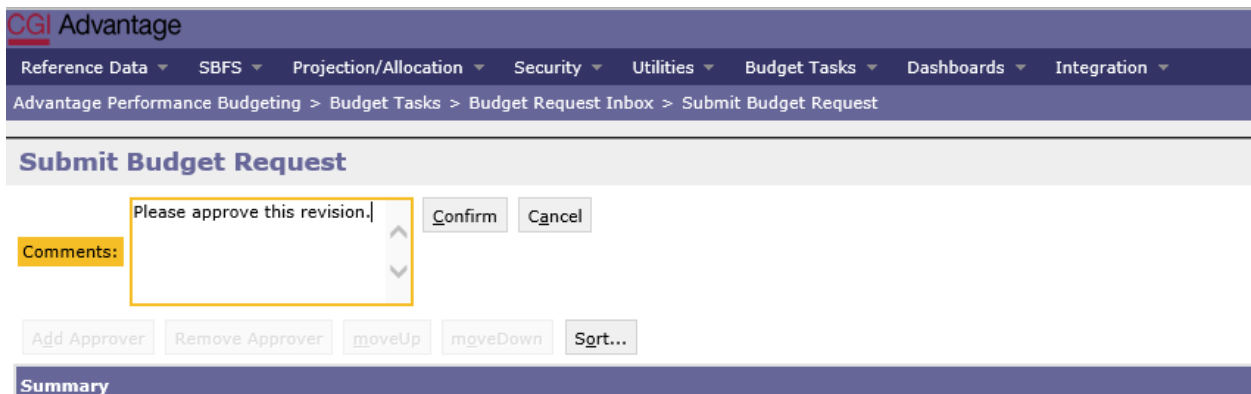 CGI Advantage
Reference Data SBFS Projection/Allocation Security Utilities Budget Tasks Dashboards Integration
Advantage Performance Budgeting > Budget Tasks > Budget Request Inbox > Submit Budget Request
Submit Budget Request
Please approve this revision. Confirm Cancel
Comments:
Add Approver Remove Approver moveUp moveDown Sort...
Summary